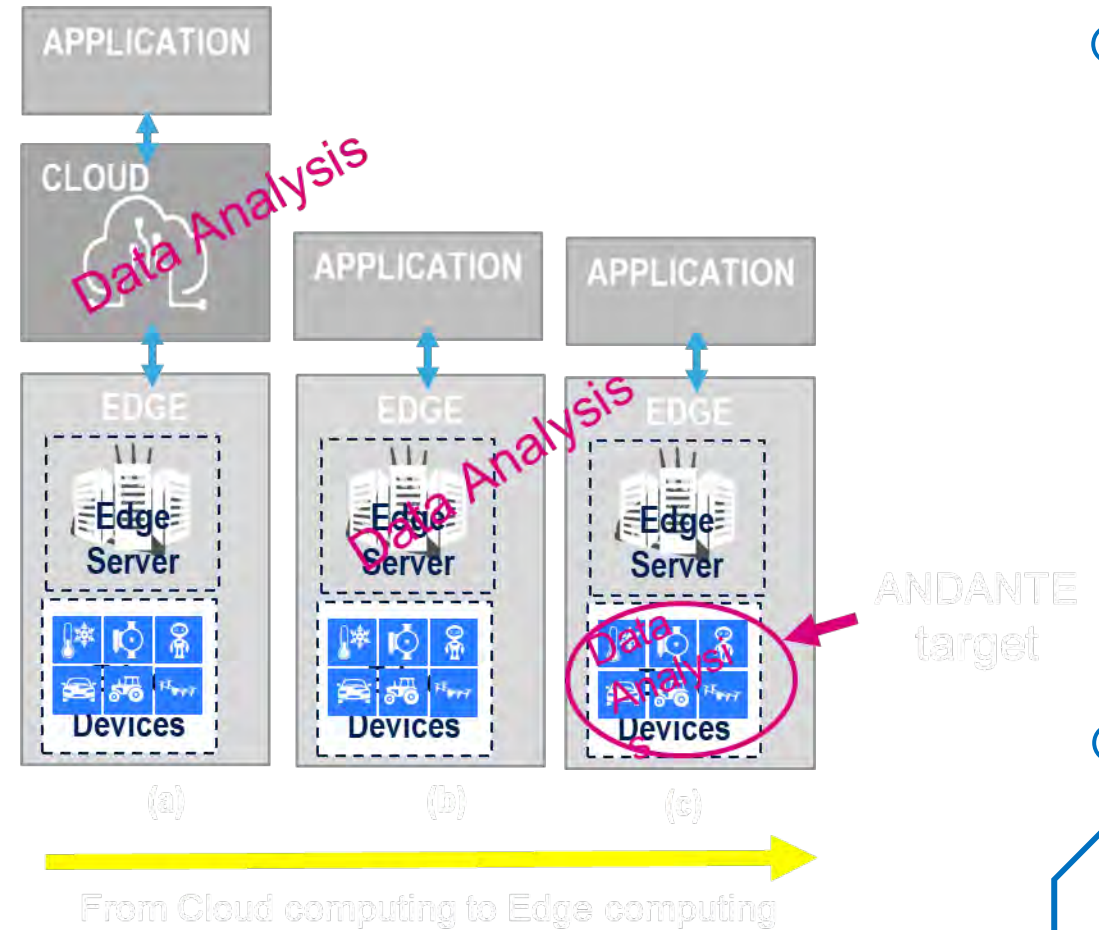 APPLICATION
CLOUD
Data Analysis
EDGE
Edge
Server
Devices
(a)
APPLICATION
EDGE
Data Analysis
Edge
Server
Devices
(b)
APPLICATION
EDGE
Edge
Server
Data
Analysi
s
Devices
(c)
ANDANTE
target
From Cloud computing to Edge computing